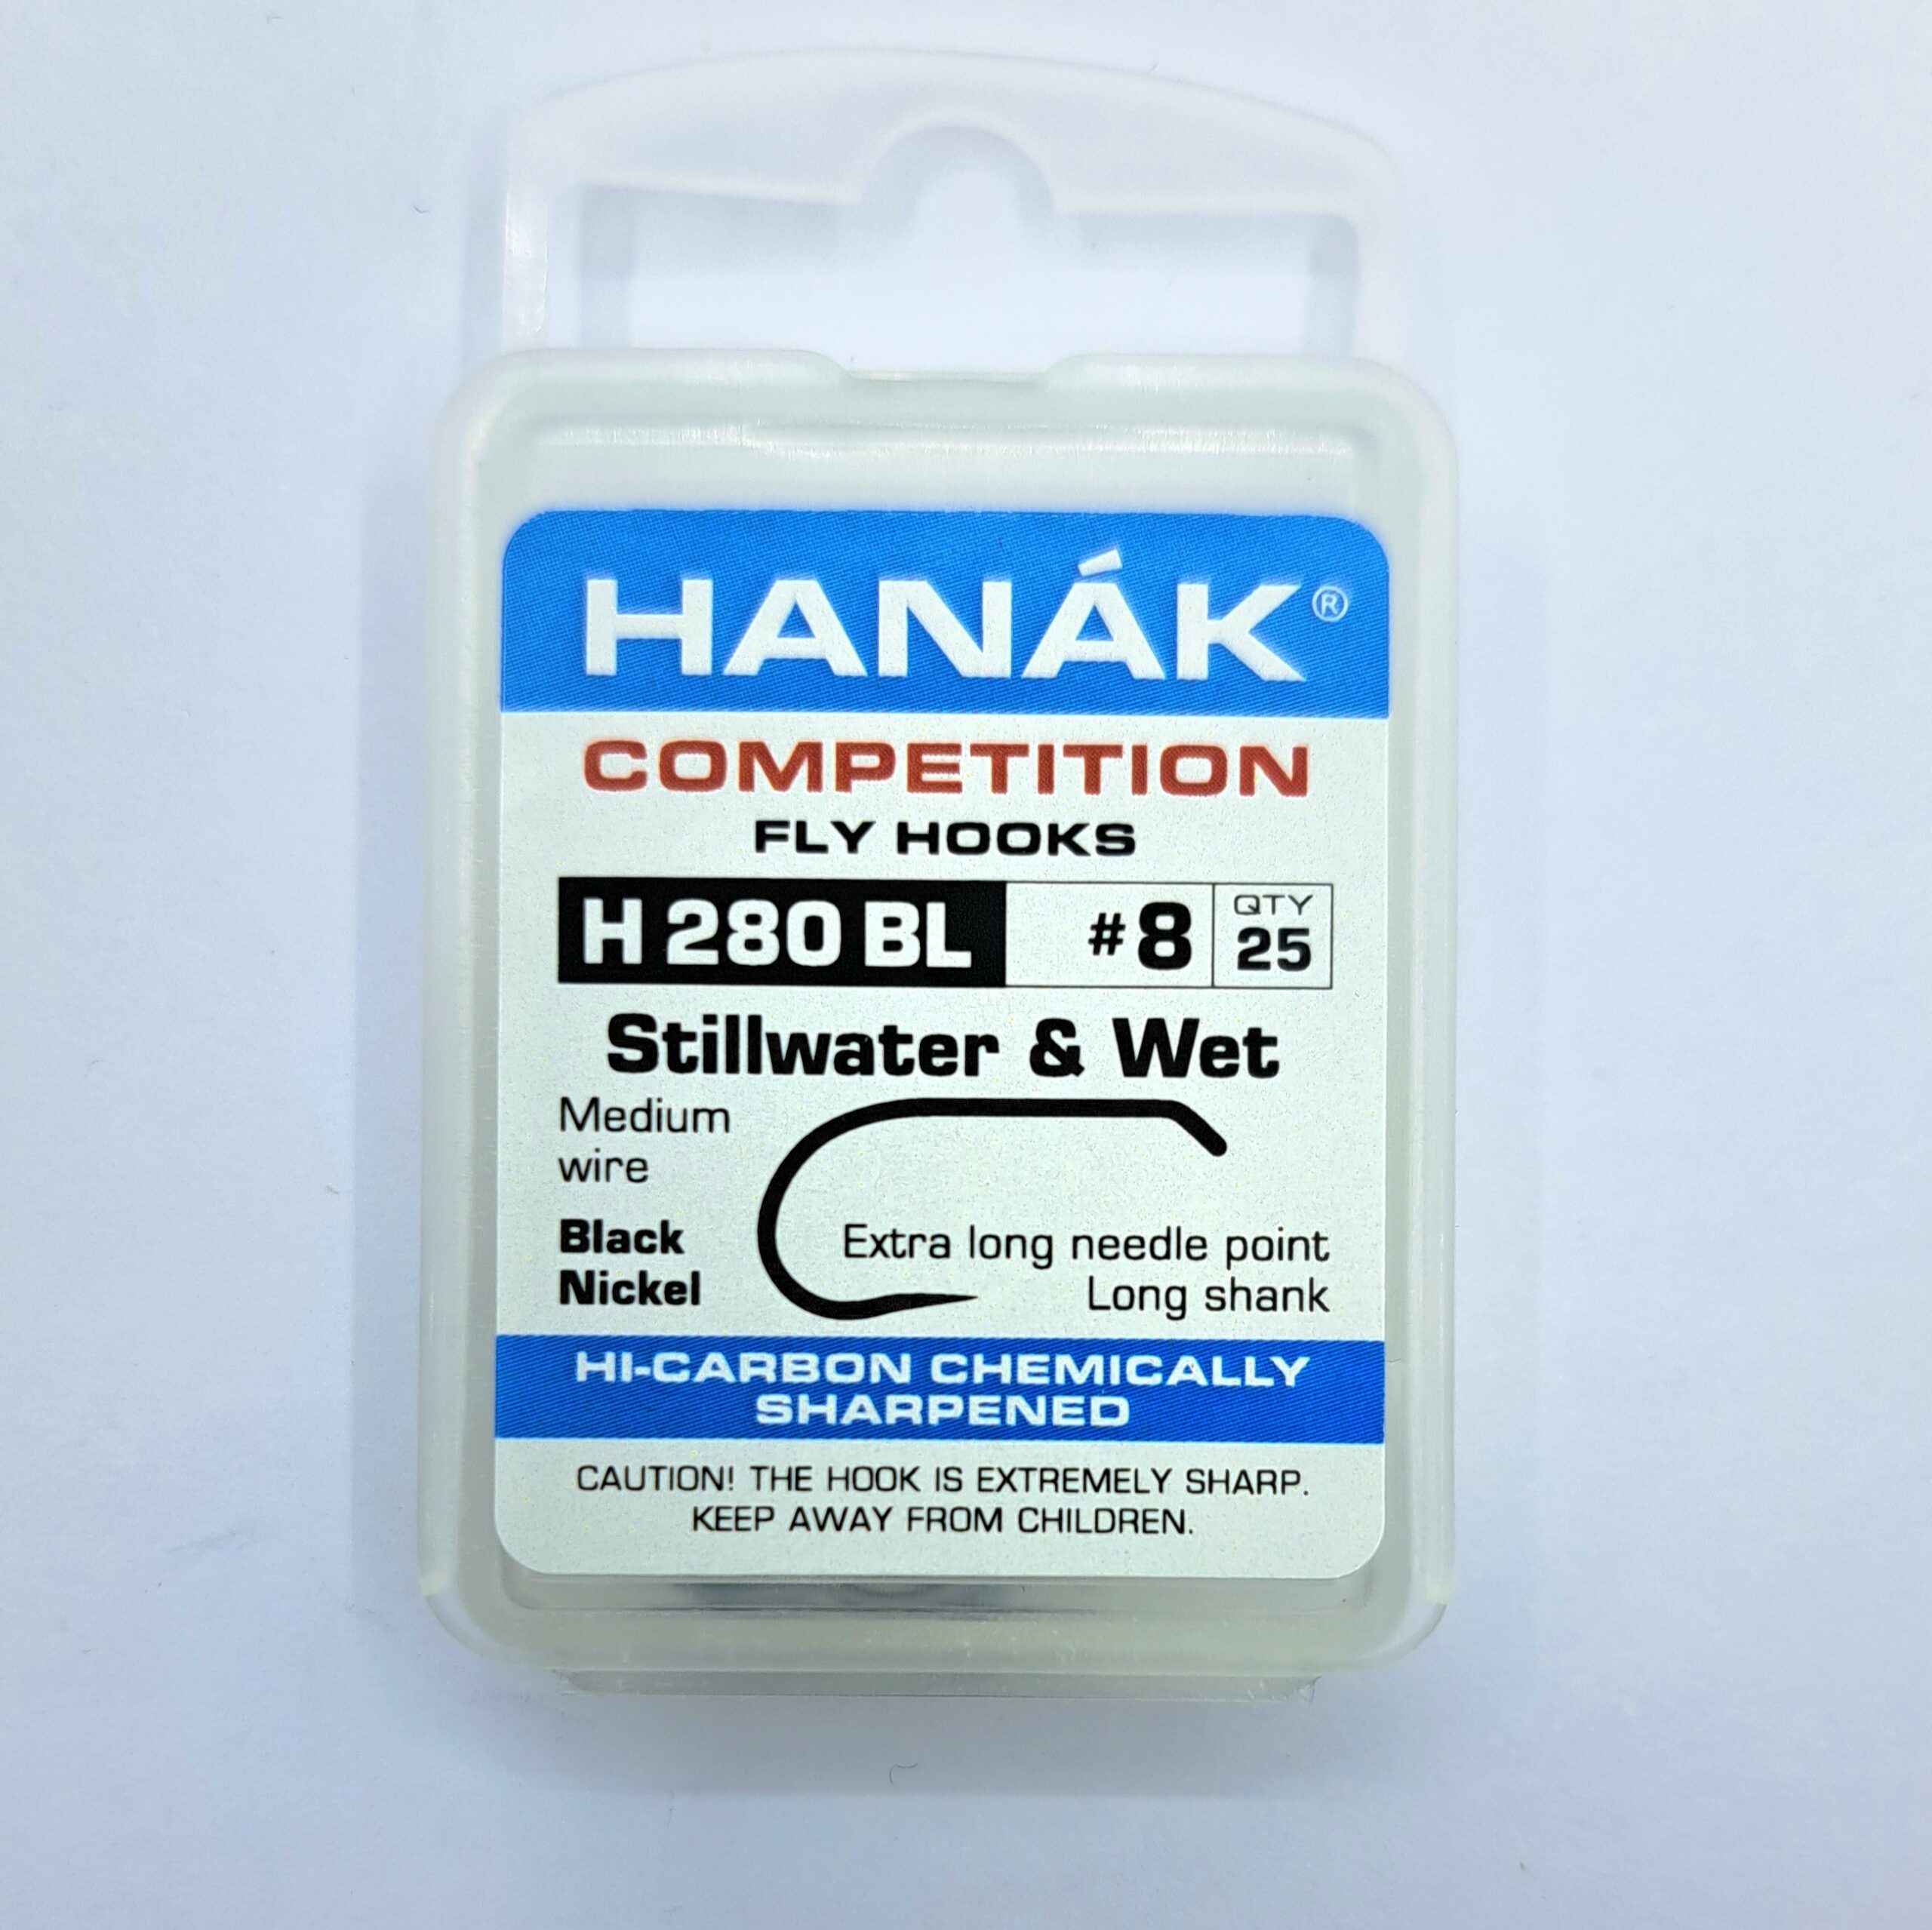 HANÁK®
COMPETITION
FLY HOOKS
H 280 BL #8 QTY 25
Stillwater & Wet
Medium
wire
Black
Nickel
Extra long needle point
Long shank
HI-CARBON CHEMICALLY
SHARPENED
CAUTION! THE HOOK IS EXTREMELY SHARP.
KEEP AWAY FROM CHILDREN.